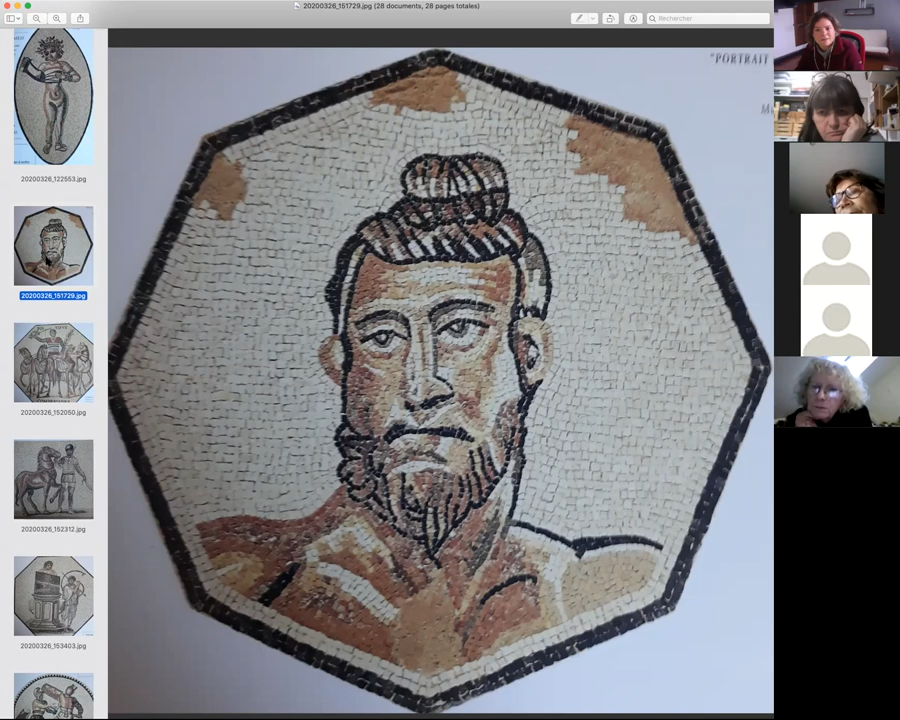 20200326_151729.jpg (28 documents, 28 pages totales)
Rechercher
20200326_122553.jpg
20200326_151729.jpg
20200326_152050.jpg
20200326_152312.jpg
20200326_153403.jpg
"PORTRAIT